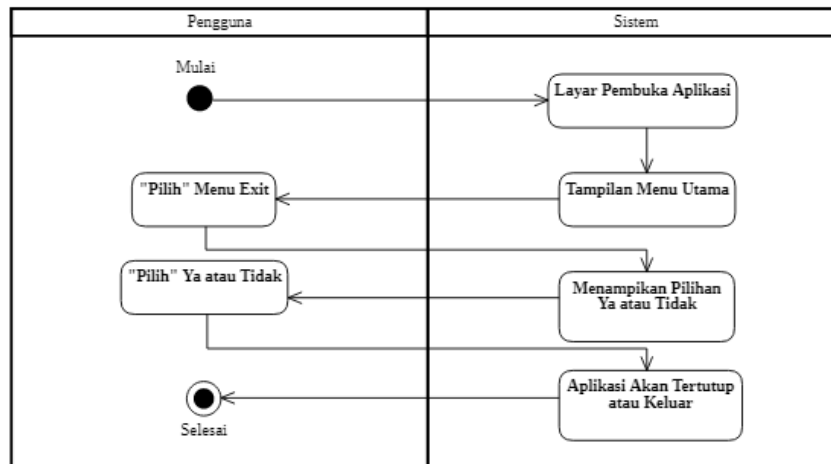 Pengguna
Sistem
Mulai
Layar Pembuka Aplikasi
"Pilih" Menu Exit
Tampilan Menu Utama
"Pilih" Ya atau Tidak
Menampikan Pilihan
Ya atau Tidak
Aplikasi Akan Tertutup
atau Keluar
Selesai